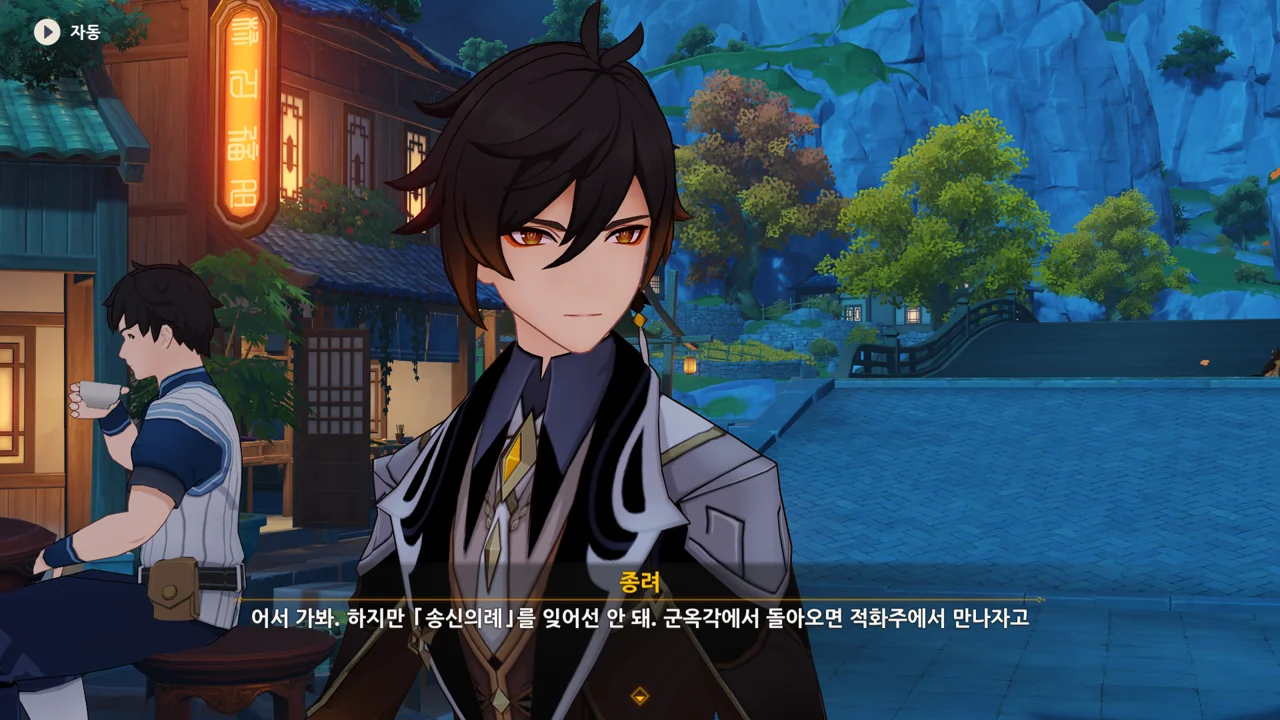 자동
종려
어서 가봐. 하지만 「송신의례」를 잊어선 안 돼. 군옥각에서 돌아오면 적화주에서 만나자고